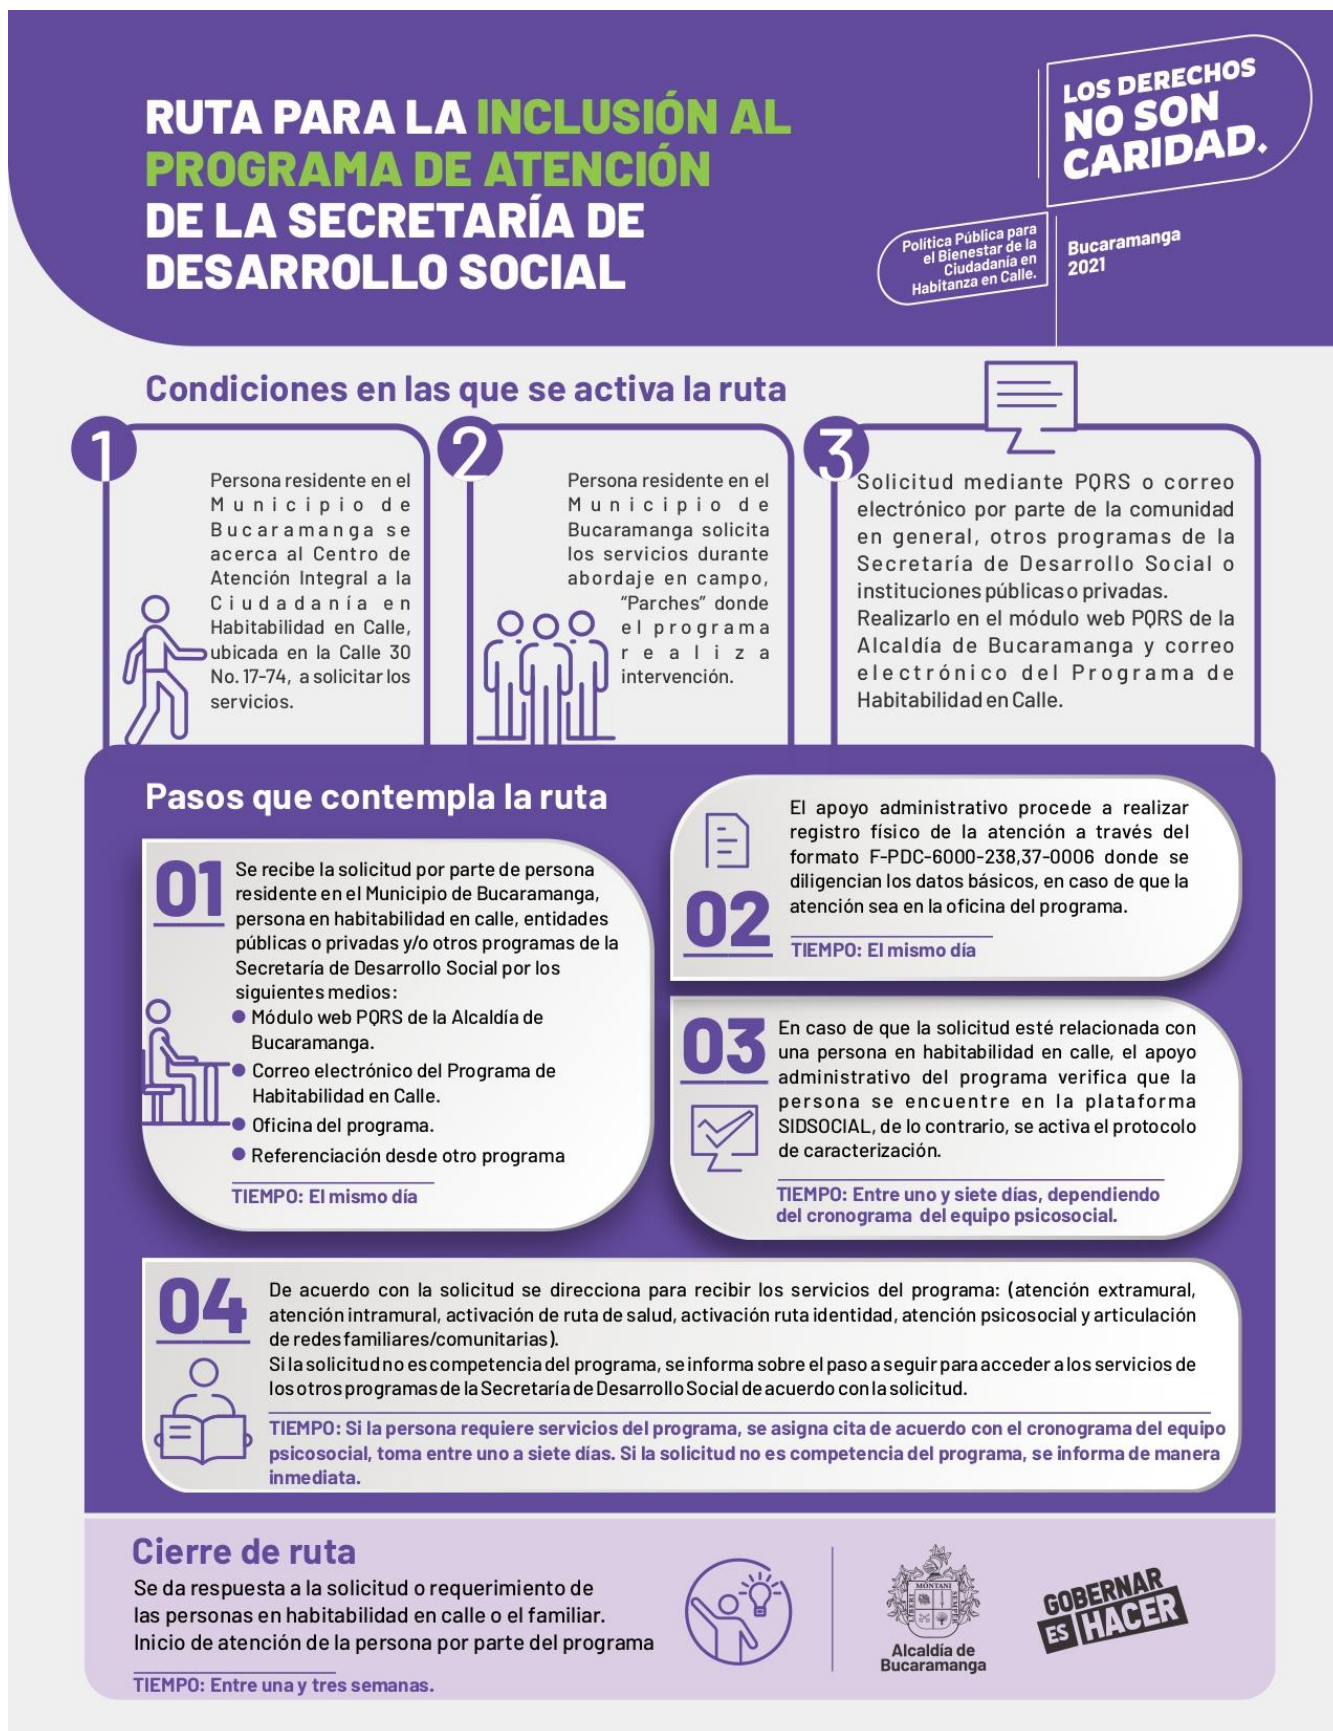 RUTA PARA LA INCLUSIÓN AL
PROGRAMA DE ATENCIÓN
DE LA SECRETARÍA DE
DESARROLLO SOCIAL
LOS DERECHOS
NO SON
CARIDAD.
Política Pública para
el Bienestar de la
Ciudadanía en
Habitanza en Calle.
Bucaramanga
2021
Condiciones en las que se activa la ruta
1
Persona residente en el
Municipio de
Bucaramanga se
acerca al Centro de
Atención Integral a la
Ciudadanía en
Habitabilidad en Calle,
ubicada en la Calle 30
No. 17-74, a solicitar los
servicios.
2
Persona residente en el
Municipio de
Bucaramanga solicita
los servicios durante
abordaje en campo,
"Parches" donde
el programa
realiza
intervención.
3
Solicitud mediante PQRS o correo
electrónico por parte de la comunidad
en general, otros programas de la
Secretaría de Desarrollo Social o
instituciones públicas o privadas.
Realizarlo en el módulo web PQRS de la
Alcaldía de Bucaramanga y correo
electrónico del Programa de
Habitabilidad en Calle.
Pasos que contempla la ruta
01
Se recibe la solicitud por parte de persona
residente en el Municipio de Bucaramanga,
persona en habitabilidad en calle, entidades
públicas o privadas y/o otros programas de la
Secretaría de Desarrollo Social por los
siguientes medios:
● Módulo web PQRS de la Alcaldía de
Bucaramanga.
● Correo electrónico del Programa de
Habitabilidad en Calle.
● Oficina del programa.
● Referenciación desde otro programa
TIEMPO: El mismo día
02
El apoyo administrativo procede a realizar
registro físico de la atención a través del
formato F-PDC-6000-238,37-0006 donde se
diligencian los datos básicos, en caso de que la
atención sea en la oficina del programa.
TIEMPO: El mismo día
03
En caso de que la solicitud esté relacionada con
una persona en habitabilidad en calle, el apoyo
administrativo del programa verifica que la
persona se encuentre en la plataforma
SIDSOCIAL, de lo contrario, se activa el protocolo
de caracterización.
TIEMPO: Entre uno y siete días, dependiendo
del cronograma del equipo psicosocial.
04
De acuerdo con la solicitud se direcciona para recibir los servicios del programa: (atención extramural,
atención intramural, activación de ruta de salud, activación ruta identidad, atención psicosocial y articulación
de redes familiares/comunitarias).
Si la solicitud no es competencia del programa, se informa sobre el paso a seguir para acceder a los servicios de
los otros programas de la Secretaría de Desarrollo Social de acuerdo con la solicitud.
TIEMPO: Si la persona requiere servicios del programa, se asigna cita de acuerdo con el cronograma del equipo
psicosocial, toma entre uno a siete días. Si la solicitud no es competencia del programa, se informa de manera
inmediata.
Cierre de ruta
Se da respuesta a la solicitud o requerimiento de
las personas en habitabilidad en calle o el familiar.
Inicio de atención de la persona por parte del programa
TIEMPO: Entre una y tres semanas.
MONTANI
LIBERI
SEMPER
Alcaldía de
Bucaramanga
GOBERNAR
ES HACER